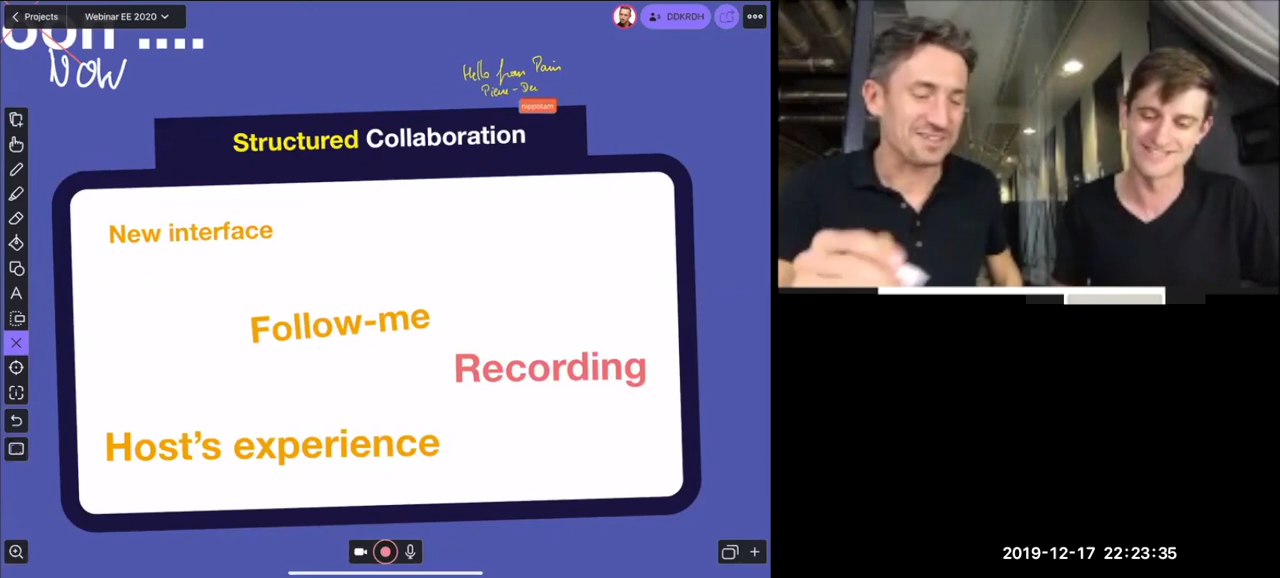 Projects
Webinar EE 2020
DDKRDH
Now
Hello from Paris
nippotam
Structured Collaboration
New interface
Follow-me
Recording
Host’s experience
2019-12-17 22:23:35